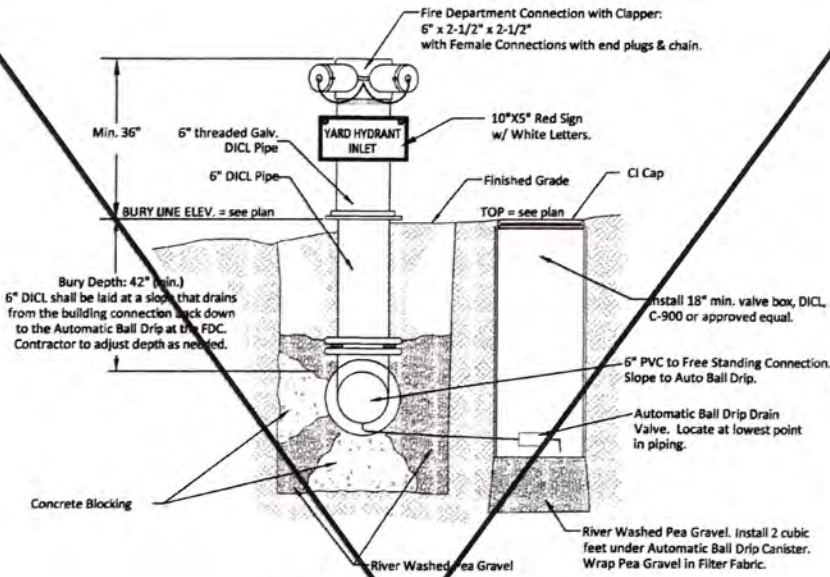 Fire Department Connection with Clapper:
6" x 2-1/2" x 2-1/2"
with Female Connections with end plugs & chain.
Min. 36"
6" threaded Galv.
DICL Pipe
YARD HYDRANT
INLET
10"X5" Red Sign
w/ White Letters.
6" DICL Pipe
Finished Grade
CI Cap
BURY LINE ELEV. = see plan
TOP = see plan
Bury Depth: 42" (min.)
6" DICL shall be laid at a slope that drains
from the building connection back down
to the Automatic Ball Drip at the FDC.
Contractor to adjust depth as needed.
Install 18" min. valve box, DICL,
C-900 or approved equal.
6" PVC to Free Standing Connection.
Slope to Auto Ball Drip.
Automatic Ball Drip Drain
Valve. Locate at lowest point
in piping.
Concrete Blocking
River Washed Pea Gravel
River Washed Pea Gravel. Install 2 cubic
feet under Automatic Ball Drip Canister.
Wrap Pea Gravel in Filter Fabric.